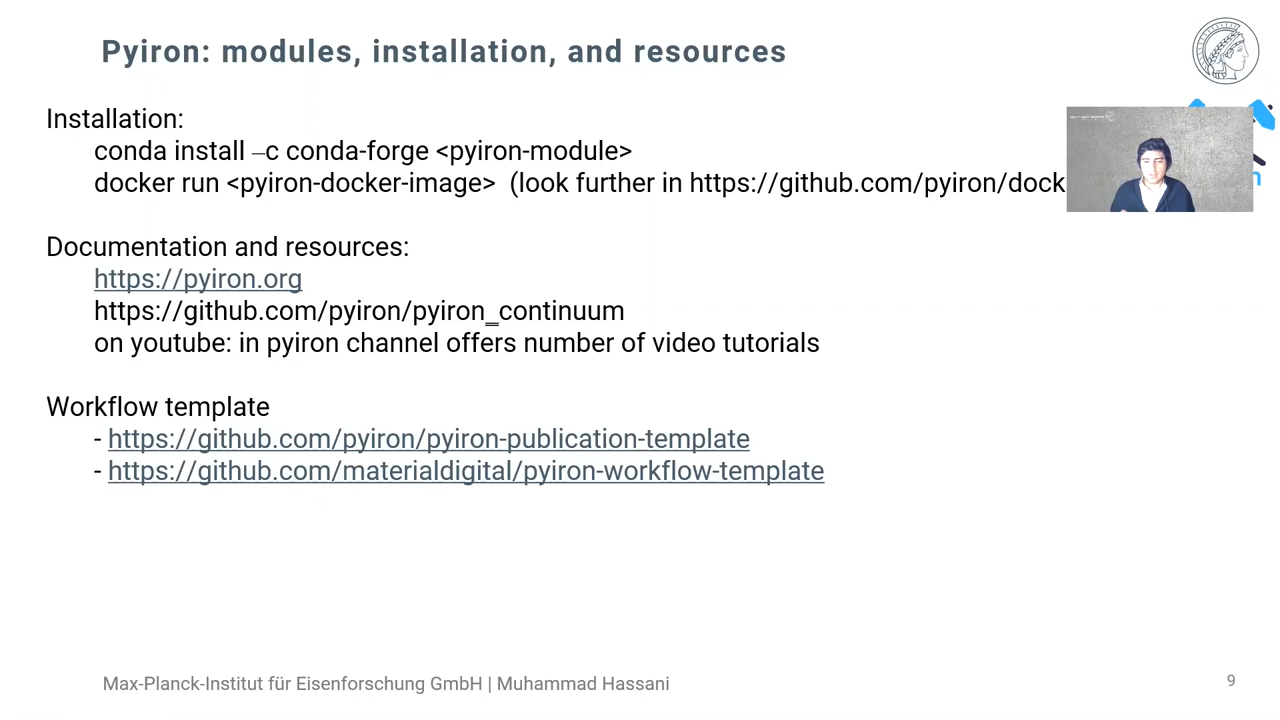 Pyiron: modules, installation, and resources
Installation:
conda install –c conda-forge <pyiron-module>
docker run <pyiron-docker-image> (look further in https://github.com/pyiron/dock
Documentation and resources:
https://pyiron.org
https://github.com/pyiron/pyiron_continuum
on youtube: in pyiron channel offers number of video tutorials
Workflow template
- https://github.com/pyiron/pyiron-publication-template
- https://github.com/materialdigital/pyiron-workflow-template
Max-Planck-Institut für Eisenforschung GmbH | Muhammad Hassani
9